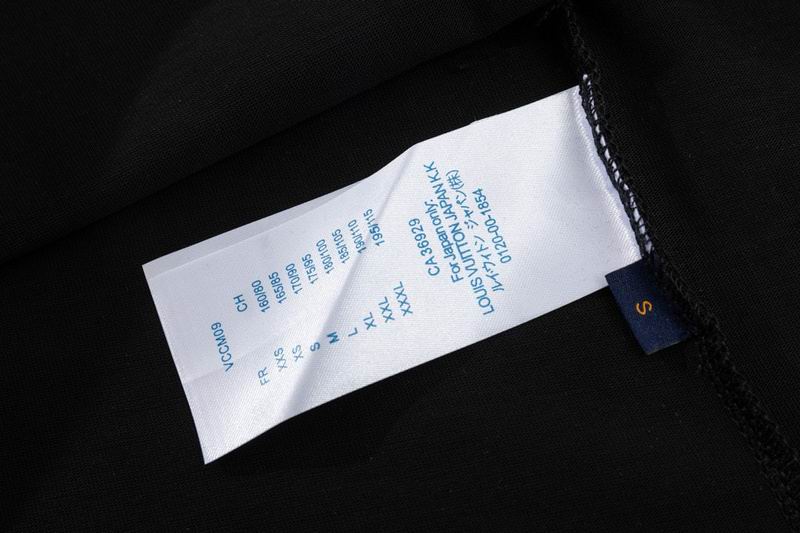 VCCM09
FR CH
XXS 160/80
XS 165/85
S 170/90
M 175/95
L 180/100
XL 185/105
XXL 190/110
XXXL 195/115
CA 36929
For Japan only:
LOUIS VUITTON JAPAN K.K
ルイ・ヴィトン ジャパン(株)
0120-00-1854
S